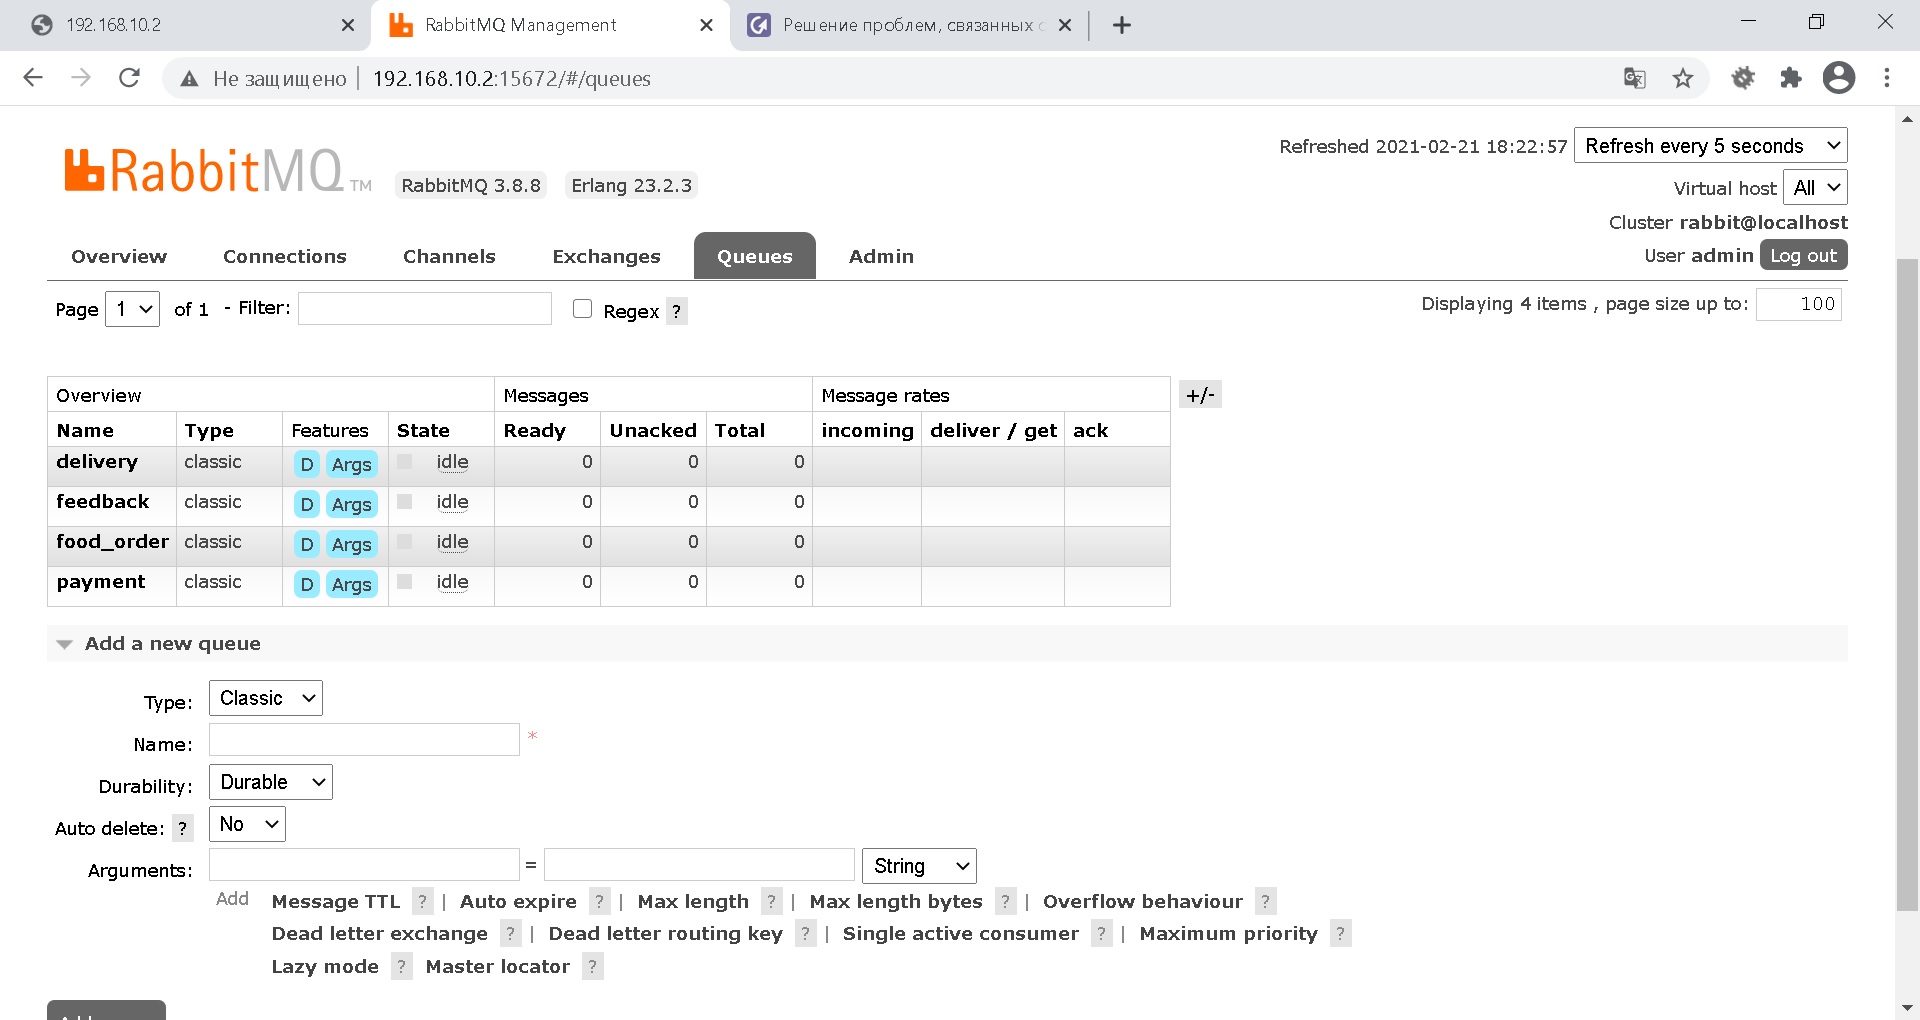 192.168.10.2
RabbitMQ Management
Решение проблем, связанных с
Не защищено
192.168.10.2:15672/#/queues
RabbitMQ TM
RabbitMQ 3.8.8
Erlang 23.2.3
Refreshed 2021-02-21 18:22:57
Refresh every 5 seconds
Virtual host All
Cluster rabbit@localhost
User admin Log out
Overview Connections Channels Exchanges Queues Admin
Page 1 of 1 - Filter: Regex ?
Displaying 4 items , page size up to: 100
Overview Messages Message rates +/-
Name Type Features State Ready Unacked Total incoming deliver / get ack
delivery classic D Args idle 0 0 0
feedback classic D Args idle 0 0 0
food_order classic D Args idle 0 0 0
payment classic D Args idle 0 0 0
Add a new queue
Type: Classic
Name: *
Durability: Durable
Auto delete: ? No
Arguments: = String
Add Message TTL ? | Auto expire ? | Max length ? | Max length bytes ? | Overflow behaviour ?
Dead letter exchange ? | Dead letter routing key ? | Single active consumer ? | Maximum priority ?
Lazy mode ? Master locator ?